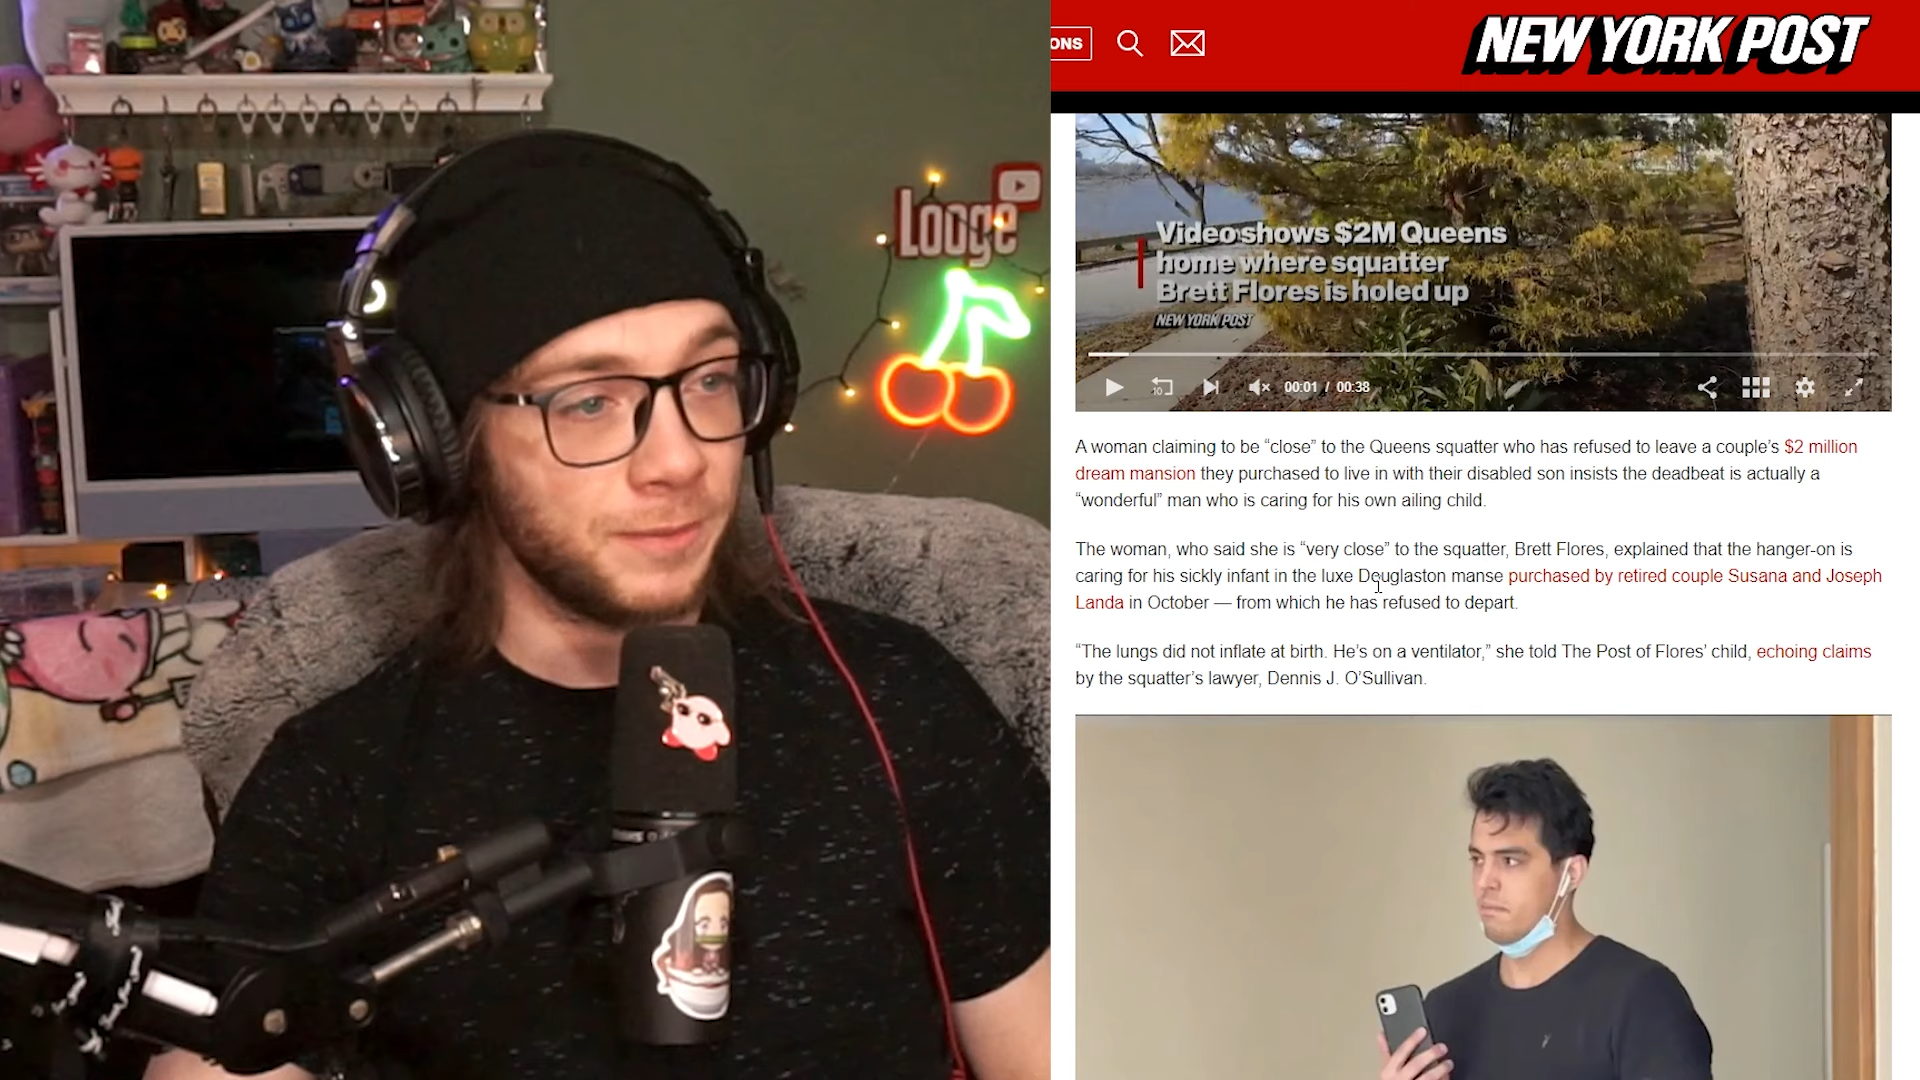 Looge
ONS
NEW YORK POST
Video shows $2M Queens
home where squatter
Brett Flores is holed up
NEW YORK POST
10
00:01 / 00:38
A woman claiming to be “close” to the Queens squatter who has refused to leave a couple’s $2 million
dream mansion they purchased to live in with their disabled son insists the deadbeat is actually a
“wonderful” man who is caring for his own ailing child.
The woman, who said she is “very close” to the squatter, Brett Flores, explained that the hanger-on is
caring for his sickly infant in the luxe Douglaston manse purchased by retired couple Susana and Joseph
Landa in October — from which he has refused to depart.
“The lungs did not inflate at birth. He’s on a ventilator,” she told The Post of Flores’ child, echoing claims
by the squatter’s lawyer, Dennis J. O’Sullivan.